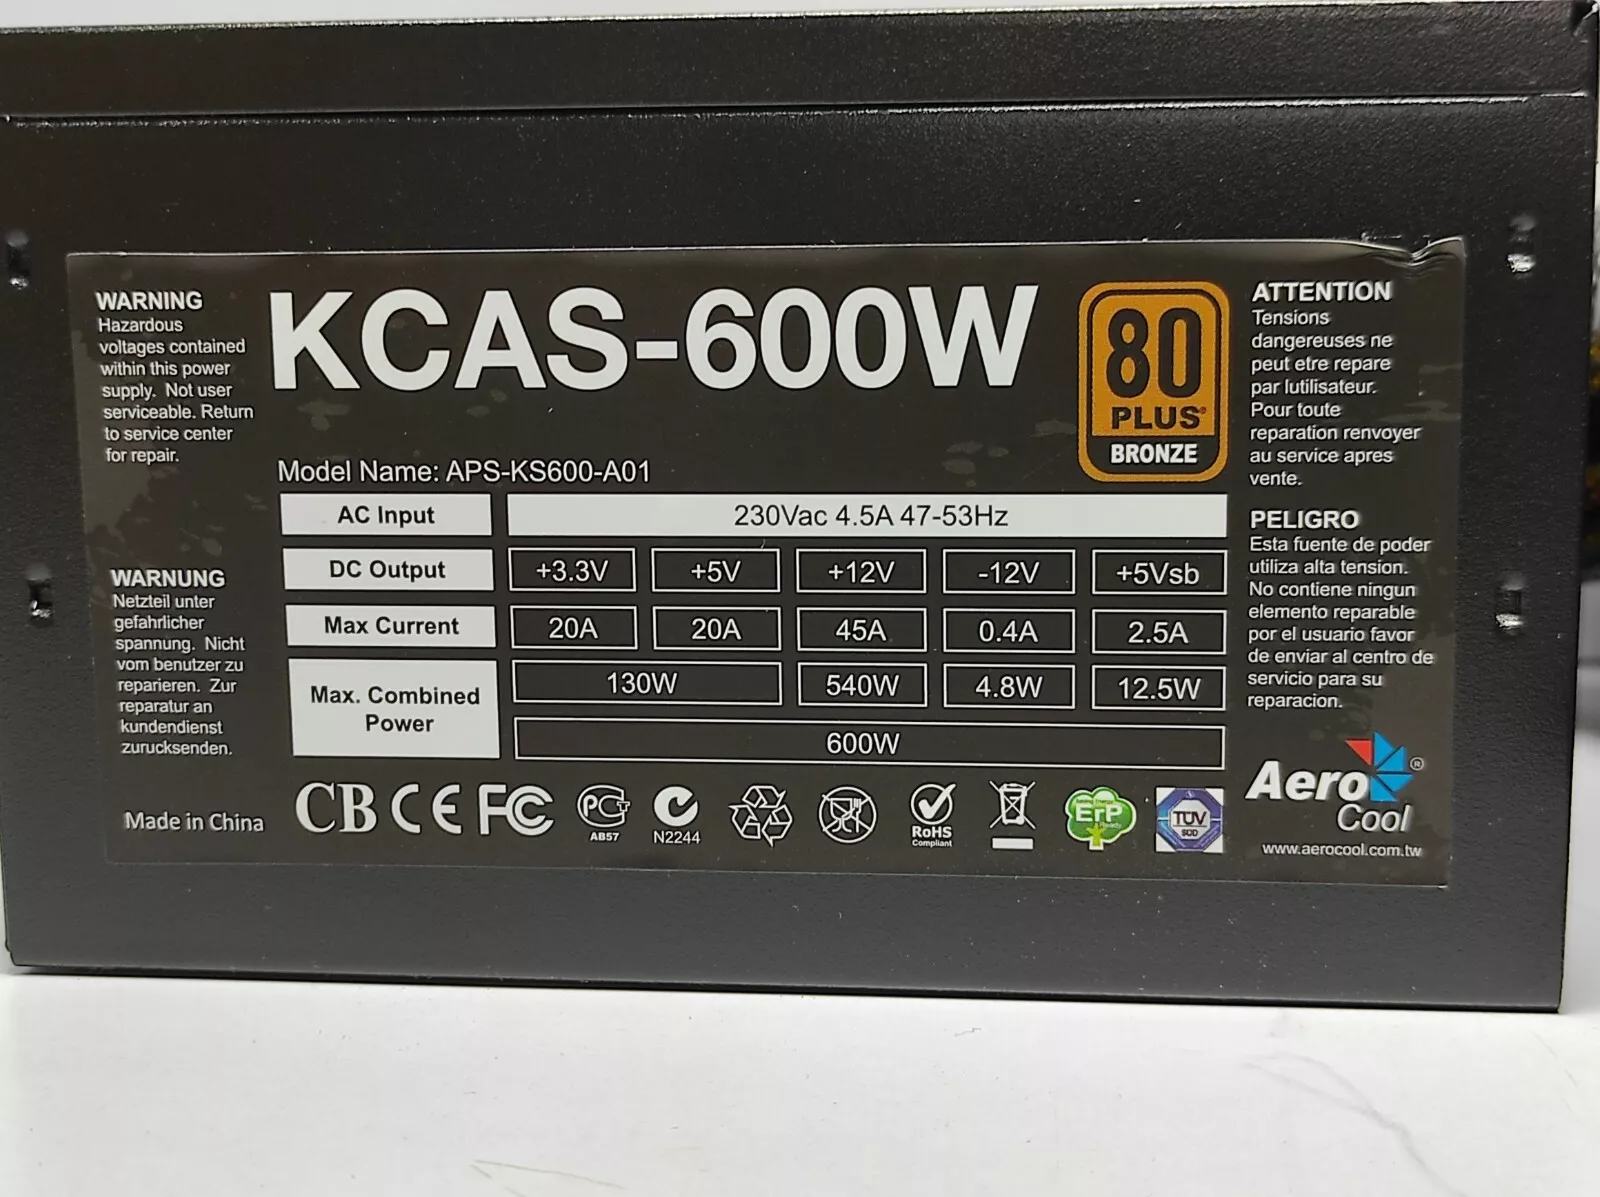 WARNING
Hazardous
voltages contained
within this power
supply. Not user
serviceable. Return
to service center
for repair.
WARNUNG
Netzteil unter
gefahrlicher
spannung. Nicht
vom benutzer zu
reparieren. Zur
reparatur an
kundendienst
zurucksenden.
Made in China
KCAS-600W
80
PLUS®
BRONZE
Model Name: APS-KS600-A01
AC Input 230Vac 4.5A 47-53Hz
DC Output +3.3V +5V +12V -12V +5Vsb
Max Current 20A 20A 45A 0.4A 2.5A
Max. Combined
Power
130W 540W 4.8W 12.5W
600W
CB CE FC
PCT
AB57
N2244
RoHS
Compliant
ErP
Ready
TÜV
SÜD
ATTENTION
Tensions
dangereuses ne
peut etre repare
par lutilisateur.
Pour toute
reparation renvoyer
au service apres
vente.
PELIGRO
Esta fuente de poder
utiliza alta tension.
No contiene ningun
elemento reparable
por el usuario favor
de enviar al centro de
servicio para su
reparacion.
Aero
Cool ®
www.aerocool.com.tw